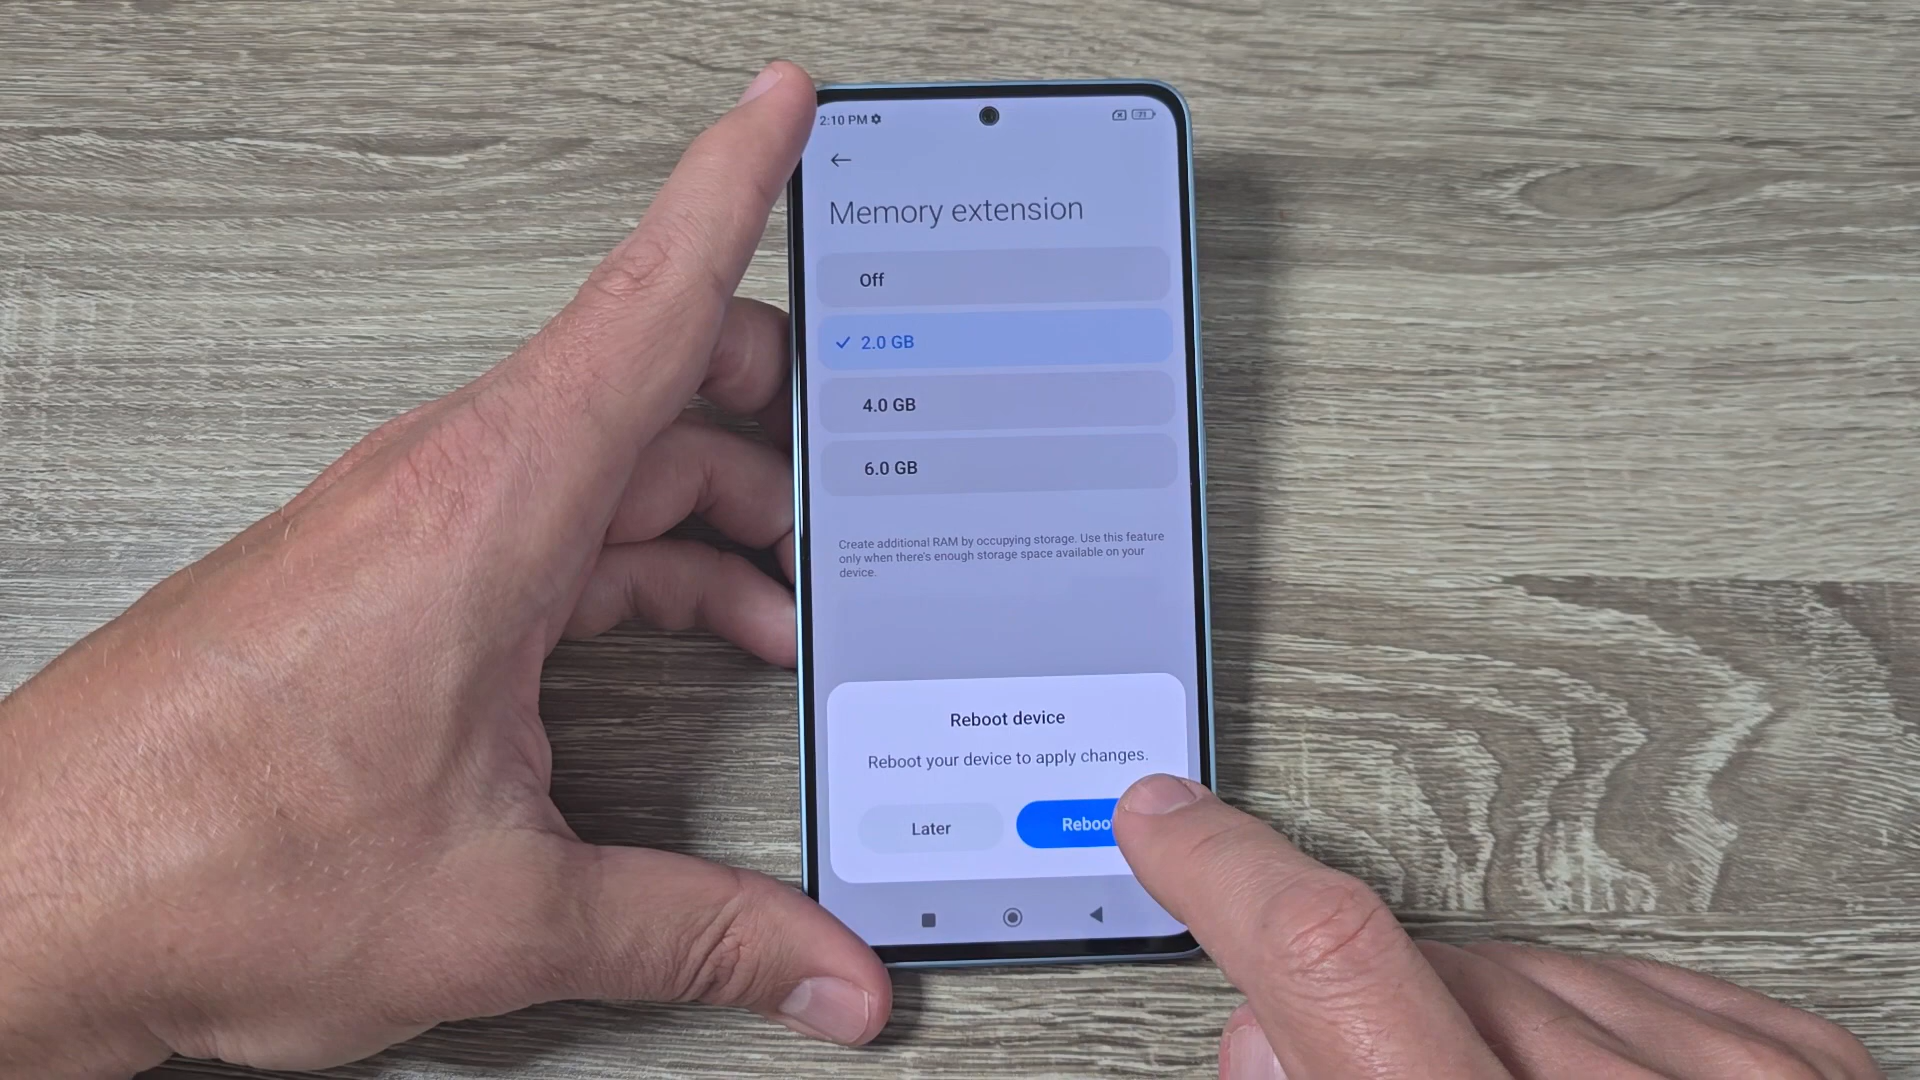 2:10 PM
71
Memory extension
Off
2.0 GB
4.0 GB
6.0 GB
Create additional RAM by occupying storage. Use this feature
only when there's enough storage space available on your
device.
Reboot device
Reboot your device to apply changes.
Later
Reboo